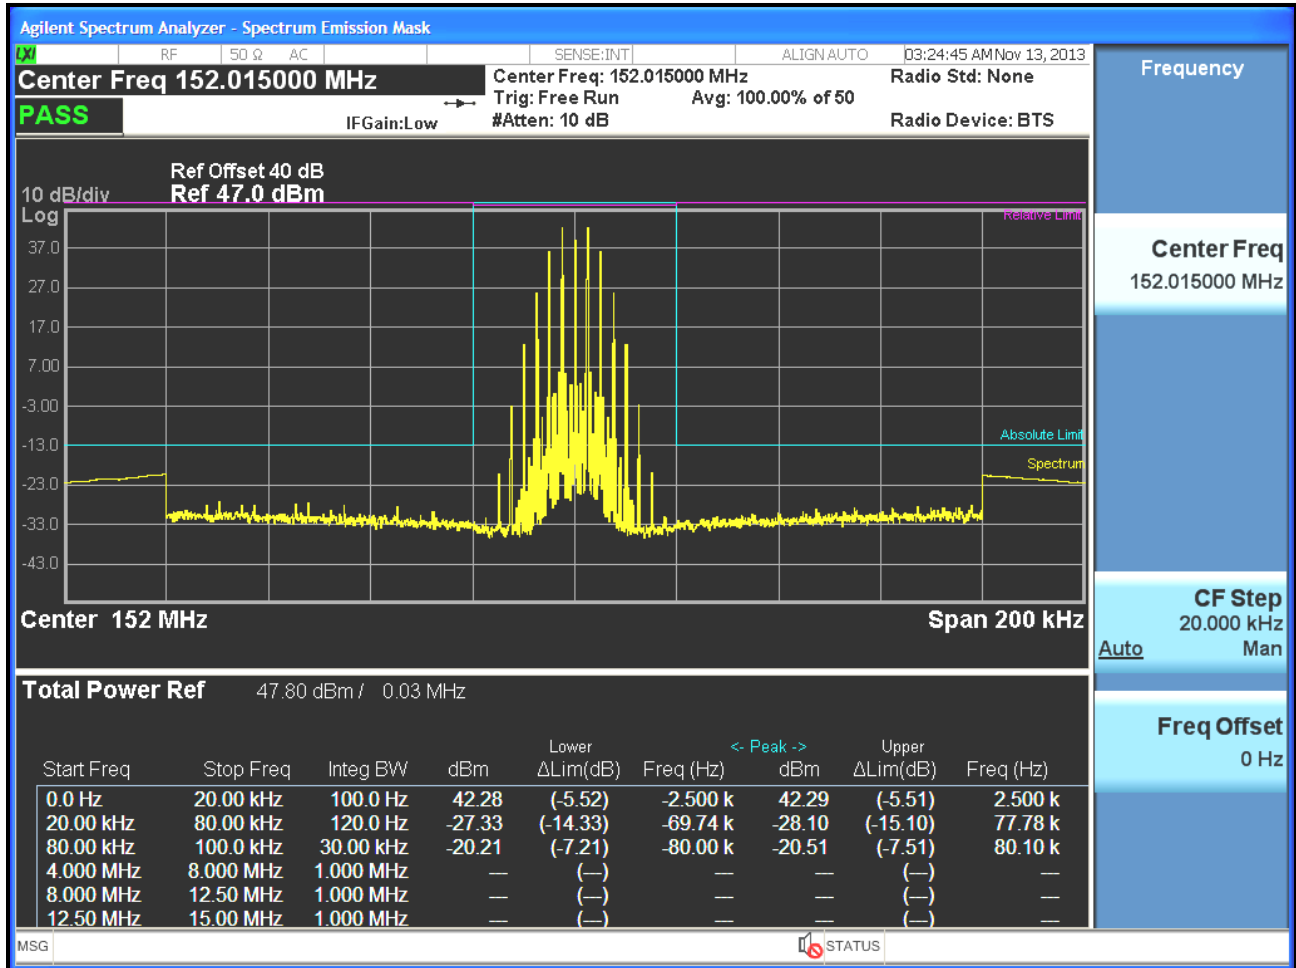 Agilent Spectrum Analyzer - Spectrum Emission Mask
LXI RF 50 Ω AC SENSE:INT ALIGN AUTO 03:24:45 AM Nov 13, 2013
Center Freq 152.015000 MHz
Center Freq: 152.015000 MHz Radio Std: None
Trig: Free Run Avg: 100.00% of 50
PASS
IFGain:Low #Atten: 10 dB Radio Device: BTS
Ref Offset 40 dB
10 dB/div Ref 47.0 dBm
Log
Relative Limit
37.0
27.0
17.0
7.00
-3.00
Absolute Limit
-13.0
Spectrum
-23.0
-33.0
-43.0
Center 152 MHz Span 200 kHz
Total Power Ref 47.80 dBm / 0.03 MHz
Lower <- Peak -> Upper
Start Freq Stop Freq Integ BW dBm ΔLim(dB) Freq (Hz) dBm ΔLim(dB) Freq (Hz)
0.0 Hz 20.00 kHz 100.0 Hz 42.28 (-5.52) -2.500 k 42.29 (-5.51) 2.500 k
20.00 kHz 80.00 kHz 120.0 Hz -27.33 (-14.33) -69.74 k -28.10 (-15.10) 77.78 k
80.00 kHz 100.0 kHz 30.00 kHz -20.21 (-7.21) -80.00 k -20.51 (-7.51) 80.10 k
4.000 MHz 8.000 MHz 1.000 MHz --- (---) --- --- (---) ---
8.000 MHz 12.50 MHz 1.000 MHz --- (---) --- --- (---) ---
12.50 MHz 15.00 MHz 1.000 MHz --- (---) --- --- (---) ---
MSG STATUS
Frequency
Center Freq
152.015000 MHz
CF Step
20.000 kHz
Auto Man
Freq Offset
0 Hz